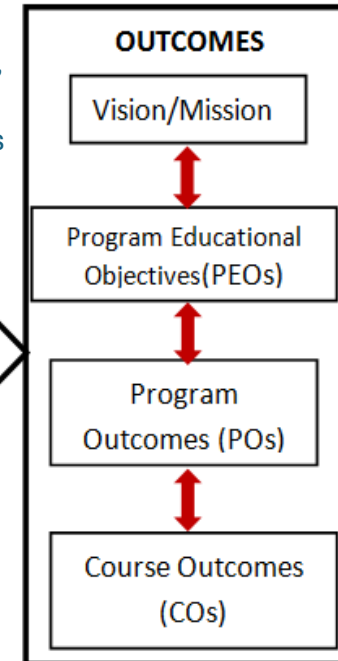 OUTCOMES
Vision/Mission
Program Educational
Objectives(PEOs)
Program
Outcomes (POs)
Course Outcomes
(COs)